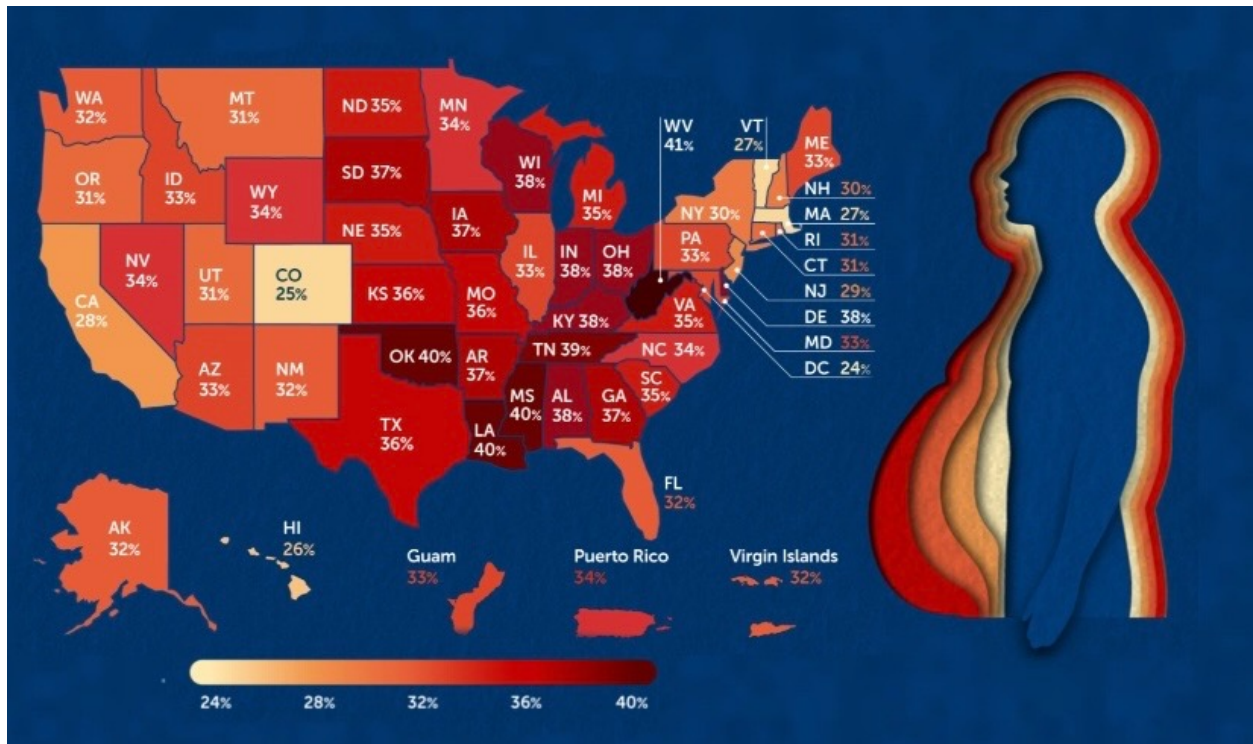 WA
32%
MT
31%
ND 35%
MN
34%
OR
31%
ID
33%
WY
34%
SD 37%
WI
38%
MI
35%
NE 35%
IA
37%
NV
34%
UT
31%
CO
25%
CA
28%
KS 36%
MO
36%
IL
33%
IN
38%
OH
38%
KY 38%
WV
41%
VT
27%
ME
33%
NY 30%
PA
33%
VA
35%
NH 30%
MA 27%
RI 31%
CT 31%
NJ 29%
DE 38%
MD 33%
DC 24%
AZ
33%
NM
32%
OK 40%
AR
37%
TN 39%
NC 34%
SC
35%
TX
36%
LA
40%
MS
40%
AL
38%
GA
37%
FL
32%
AK
32%
HI
26%
Guam
33%
Puerto Rico
34%
Virgin Islands
32%
24% 28% 32% 36% 40%